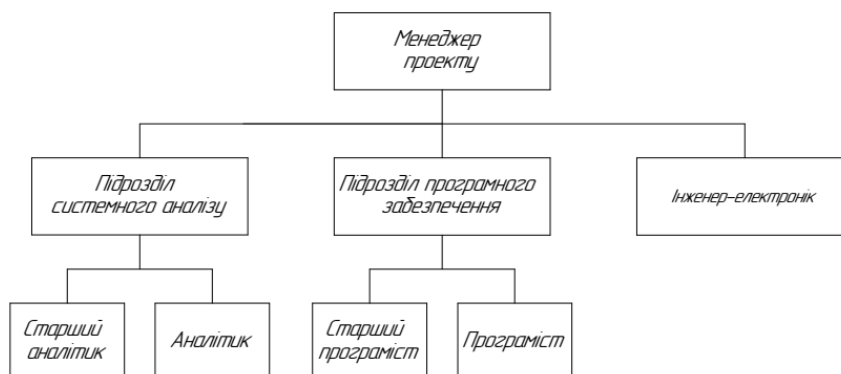 Менеджер
проекту
Підрозділ
системного аналізу
Підрозділ програмного
забезпечення
Інженер-електронік
Старший
аналітик
Аналітик
Старший
програміст
Програміст